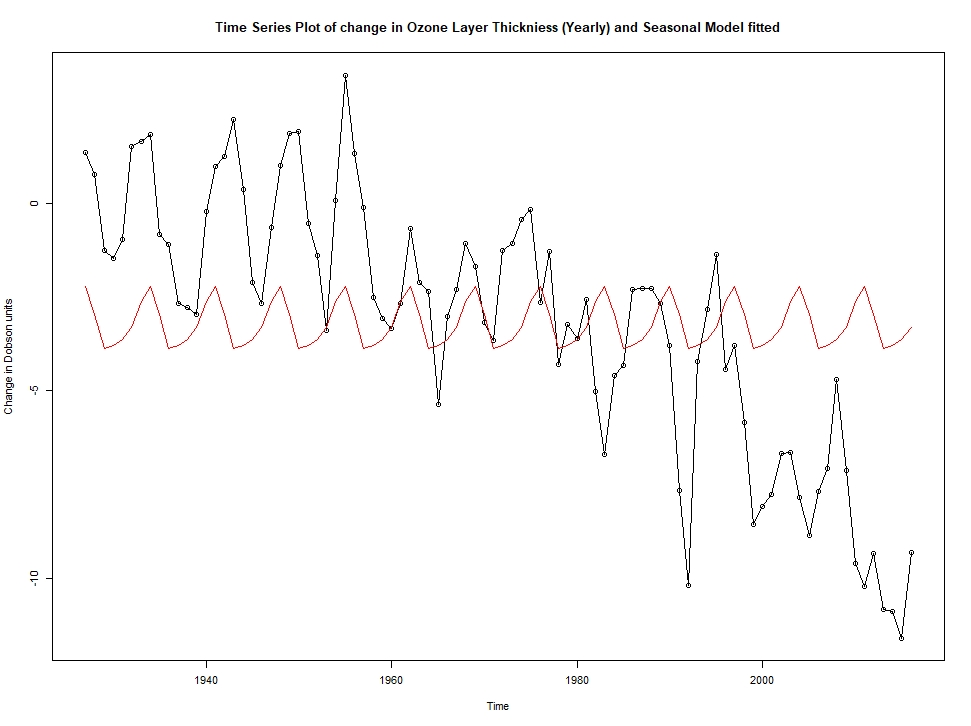 Time Series Plot of change in Ozone Layer Thickniess (Yearly) and Seasonal Model fitted
Change in Dobson units
0
-5
-10
1940
1960
1980
2000
Time